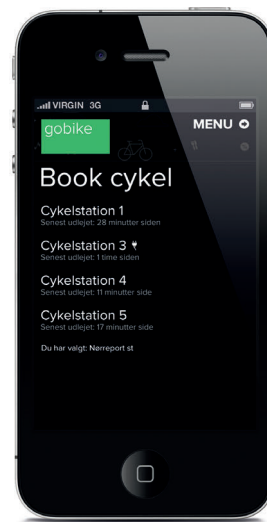 VIRGIN 3G
gobike
MENU
Book cykel
Cykelstation 1
Senest udlejet: 28 minutter siden
Cykelstation 3
Senest udlejet: 1 time siden
Cykelstation 4
Senest udlejet: 11 minutter side
Cykelstation 5
Senest udlejet: 17 minutter side
Du har valgt: Nørreport st